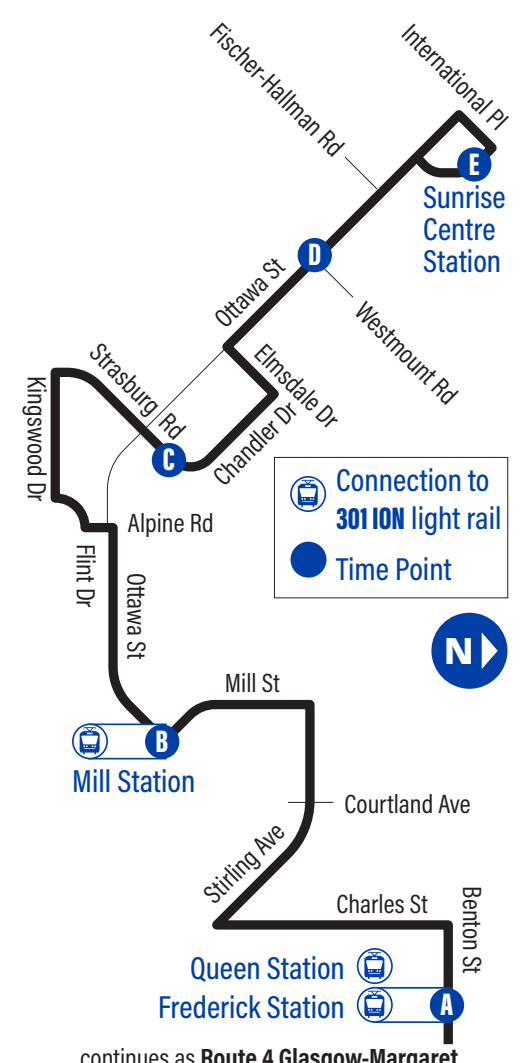 Fischer-Hallman Rd
International Pl
E
Sunrise
Centre
Station
D
Ottawa St
Westmount Rd
Elmsdale Dr
Strasburg Rd
Chandler Dr
Kingswood Dr
C
Connection to
301 ION light rail
Time Point
Alpine Rd
Flint Dr
Ottawa St
N
Mill St
B
Mill Station
Courtland Ave
Stirling Ave
Charles St
Benton St
Queen Station
Frederick Station
A
continues as Route 4 Glasgow-Margaret